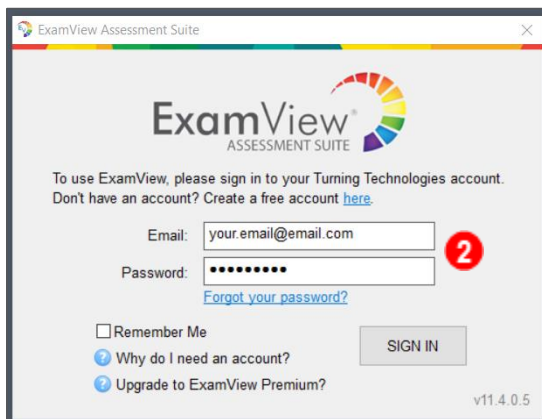 ExamView Assessment Suite
ExamView®
ASSESSMENT SUITE
To use ExamView, please sign in to your Turning Technologies account.
Don't have an account? Create a free account here.
Email: your.email@email.com
2
Password: •••••••••
Forgot your password?
Remember Me
Why do I need an account?
SIGN IN
Upgrade to ExamView Premium?
v11.4.0.5